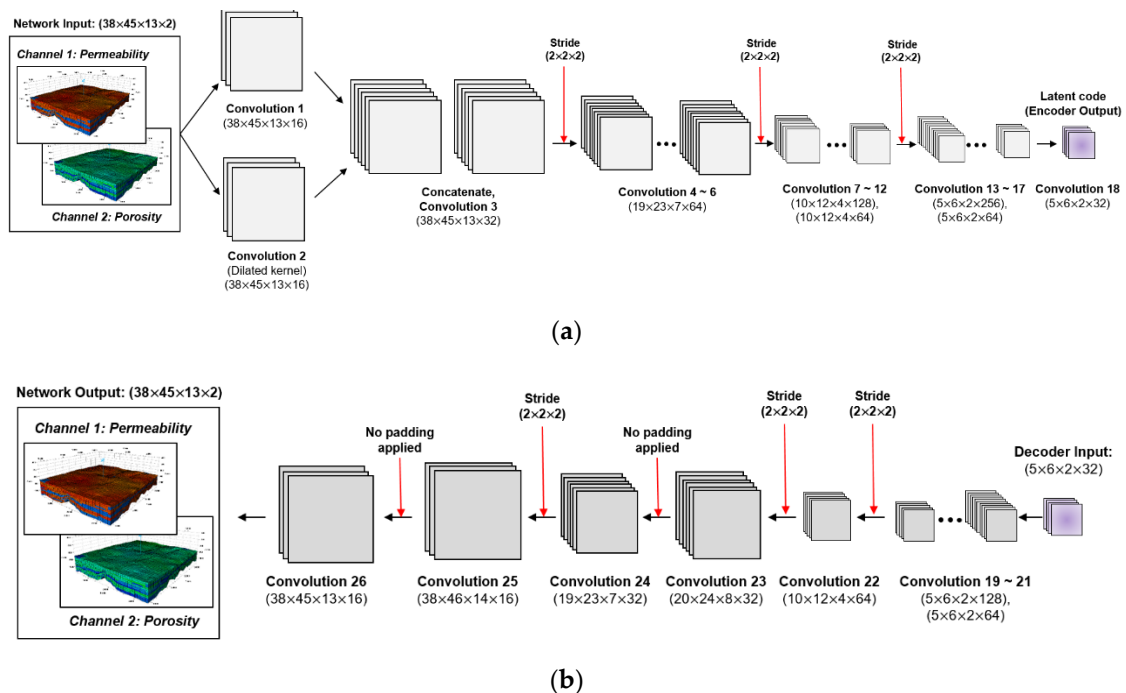 Network Input: (38×45×13×2)
Channel 1: Permeability
Channel 2: Porosity
Convolution 1
(38×45×13×16)
Convolution 2
(Dilated kernel)
(38×45×13×16)
Concatenate,
Convolution 3
(38×45×13×32)
Stride
(2×2×2)
Convolution 4 ~ 6
(19×23×7×64)
Stride
(2×2×2)
Convolution 7 ~ 12
(10×12×4×128),
(10×12×4×64)
Stride
(2×2×2)
Convolution 13 ~ 17
(5×6×2×256),
(5×6×2×64)
Latent code
(Encoder Output)
Convolution 18
(5×6×2×32)
(a)
Network Output: (38×45×13×2)
Channel 1: Permeability
Channel 2: Porosity
Convolution 26
(38×45×13×16)
No padding
applied
Convolution 25
(38×46×14×16)
Stride
(2×2×2)
Convolution 24
(19×23×7×32)
No padding
applied
Convolution 23
(20×24×8×32)
Stride
(2×2×2)
Convolution 22
(10×12×4×64)
Stride
(2×2×2)
Convolution 19 ~ 21
(5×6×2×128),
(5×6×2×64)
Decoder Input:
(5×6×2×32)
(b)